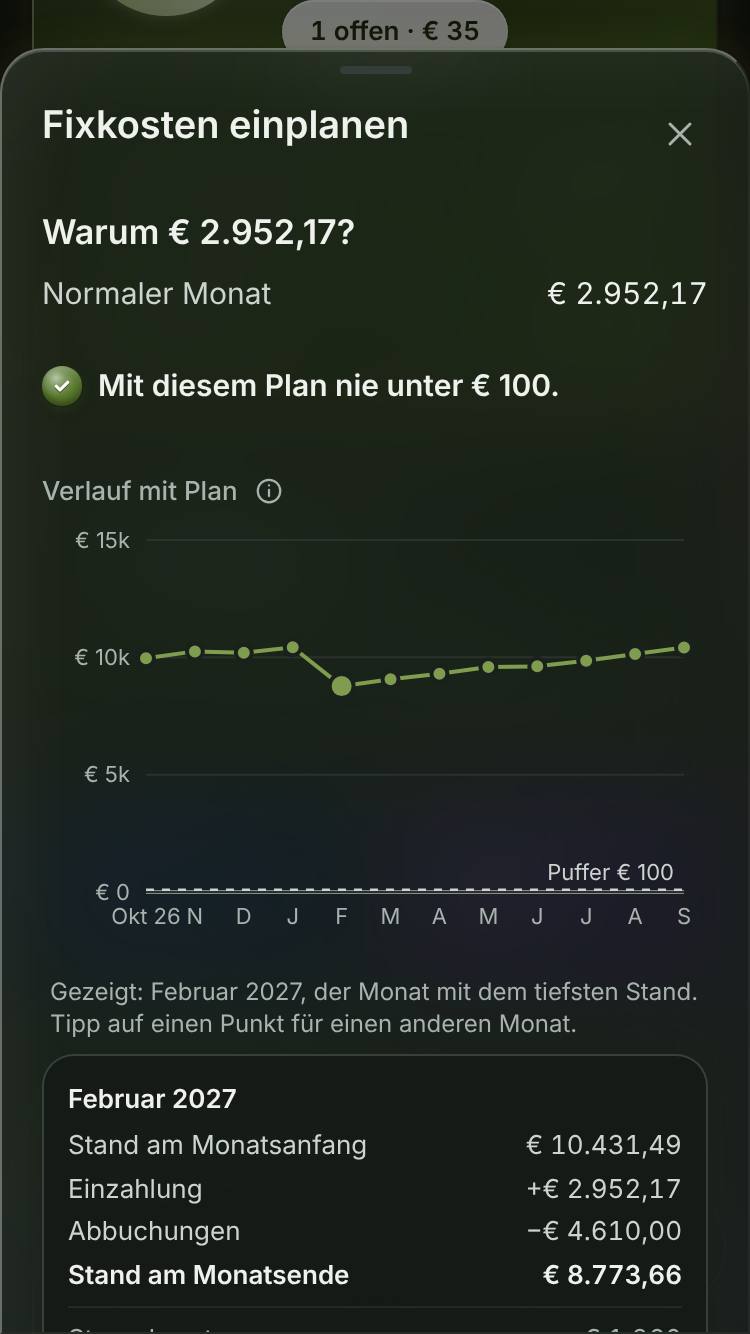 1 offen · € 35
Fixkosten einplanen
Warum € 2.952,17?
Normaler Monat € 2.952,17
Mit diesem Plan nie unter € 100.
Verlauf mit Plan
€ 15k
€ 10k
€ 5k
Puffer € 100
€ 0
Okt 26 N D J F M A M J J A S
Gezeigt: Februar 2027, der Monat mit dem tiefsten Stand.
Tipp auf einen Punkt für einen anderen Monat.
Februar 2027
Stand am Monatsanfang € 10.431,49
Einzahlung +€ 2.952,17
Abbuchungen −€ 4.610,00
Stand am Monatsende € 8.773,66